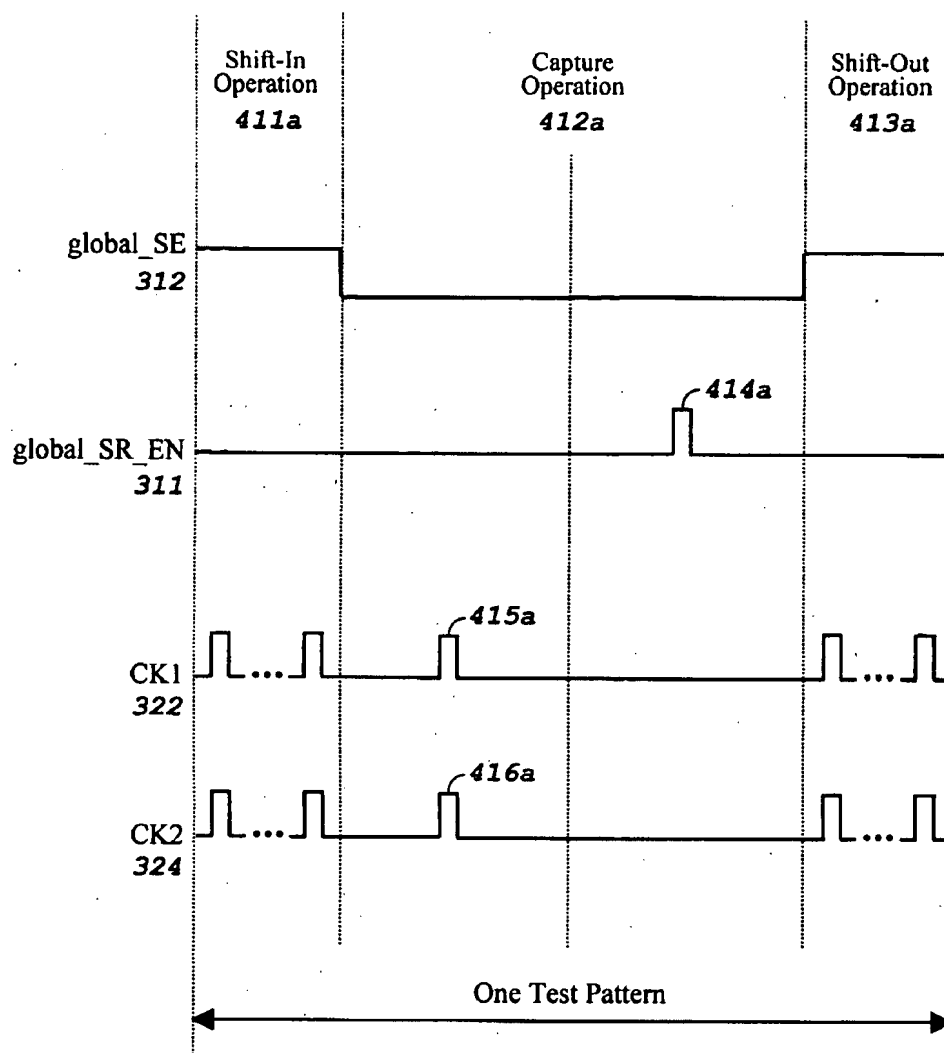 Shift-In
Operation
411a
Capture
Operation
412a
Shift-Out
Operation
413a
global_SE
312
414a
global_SR_EN
311
415a
CK1
322
416a
CK2
324
One Test Pattern